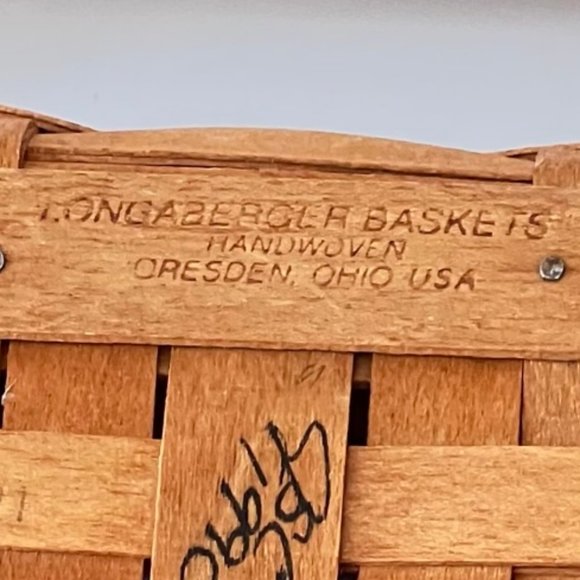 LONGABERGER BASKETS
HANDWOVEN
DRESDEN, OHIO USA